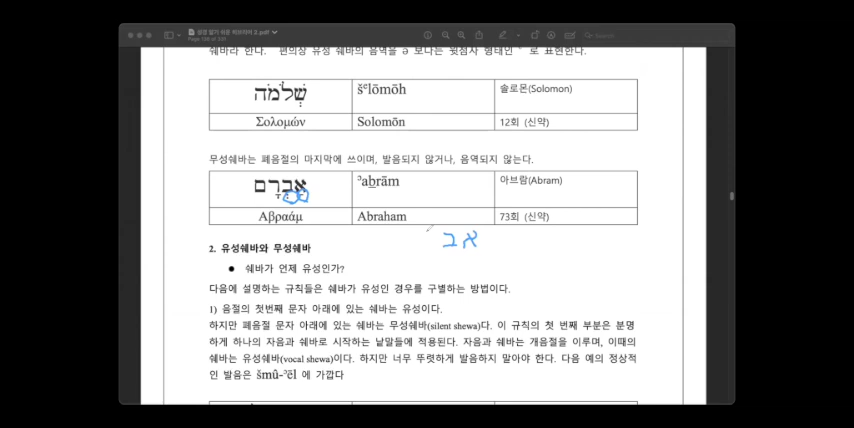 성경 알기 쉬운 히브리어 2.pdf
Search
쉐바라 한다. 편의상 유성 쉐바의 음역을 ə 보다는 윗첨자 형태인 ᵉ 로 표현한다.
שְׁלֹמֹה šᵉlōmōh 솔로몬(Solomon)
Σολομών Solomōn 12회 (신약)
무성쉐바는 폐음절의 마지막에 쓰이며, 발음되지 않거나, 음역되지 않는다.
אַבְרָם ʾaḇrām 아브람(Abram)
Αβραάμ Abraham 73회 (신약)
אב
2. 유성쉐바와 무성쉐바
● 쉐바가 언제 유성인가?
다음에 설명하는 규칙들은 쉐바가 유성인 경우를 구별하는 방법이다.
1) 음절의 첫번째 문자 아래에 있는 쉐바는 유성이다.
하지만 폐음절 문자 아래에 있는 쉐바는 무성쉐바(silent shewa)다. 이 규칙의 첫 번째 부분은 분명
하게 하나의 자음과 쉐바로 시작하는 낱말들에 적용된다. 자음과 쉐바는 개음절을 이루며, 이때의
쉐바는 유성쉐바(vocal shewa)이다. 하지만 너무 뚜렷하게 발음하지 말아야 한다. 다음 예의 정상적
인 발음은 šmû-ʾēl 에 가깝다